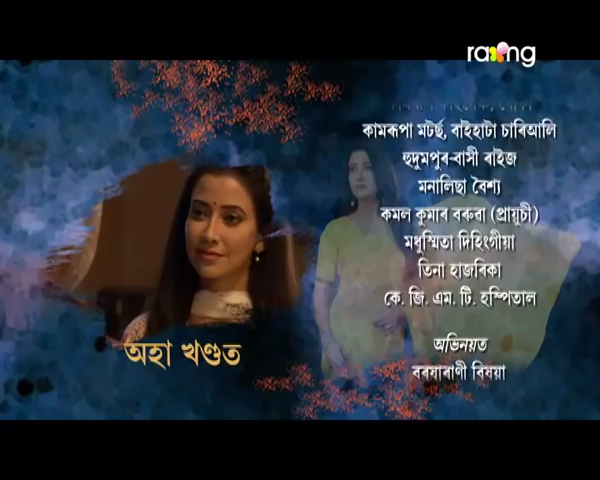 rang
কামৰূপা মটৰ্ছ, বাইহাটা চাৰিআলি
হুদুমপুৰ-বাসী ৰাইজ
মনালিছা বৈশ্য
কমল কুমাৰ বৰুৱা (প্ৰায়ূচী)
মধুস্মিতা দিহিংগীয়া
তিনা হাজৰিকা
কে. জি. এম. টি. হস্পিতাল
অহা খণ্ডত
অভিনয়ত
বৰষাৰাণী বিষয়া